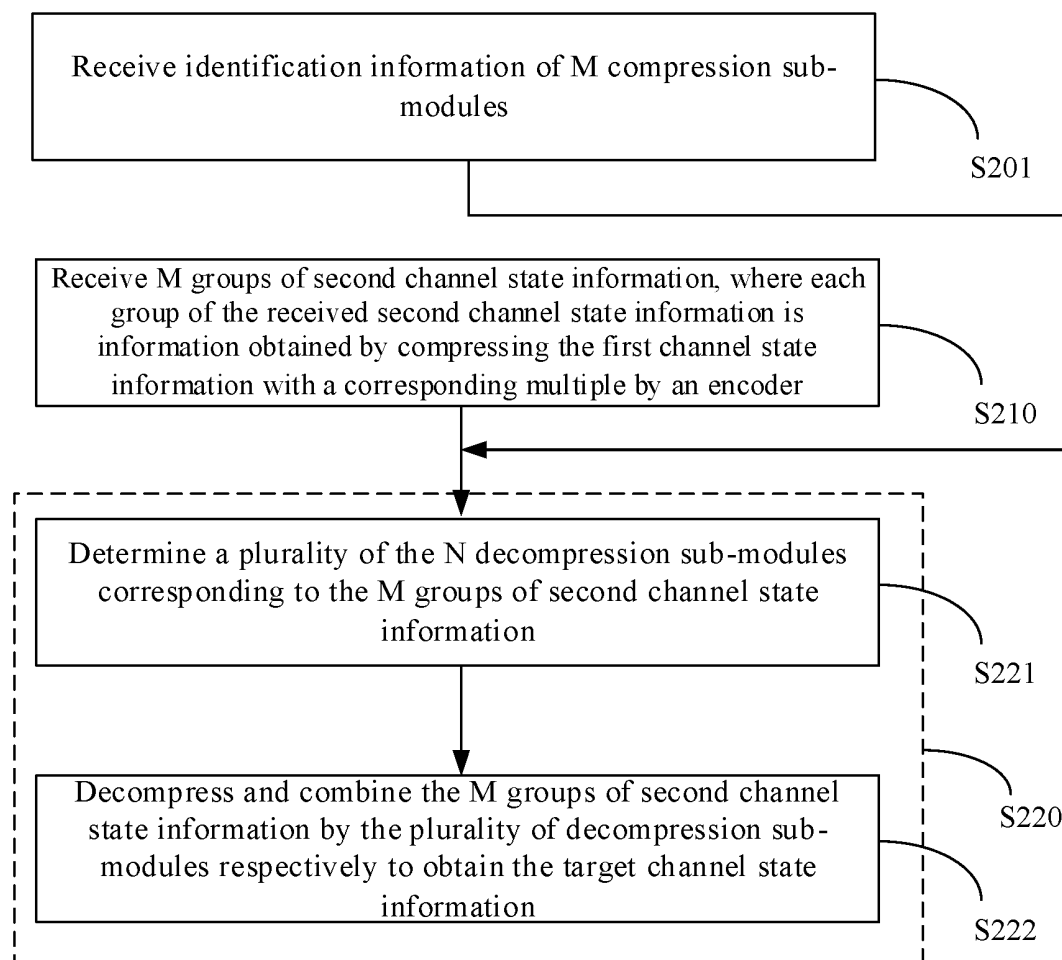 Receive identification information of M compression sub-
modules
S201
Receive M groups of second channel state information, where each
group of the received second channel state information is
information obtained by compressing the first channel state
information with a corresponding multiple by an encoder
S210
Determine a plurality of the N decompression sub-modules
corresponding to the M groups of second channel state
information
S221
S220
Decompress and combine the M groups of second channel
state information by the plurality of decompression sub-
modules respectively to obtain the target channel state
information
S222